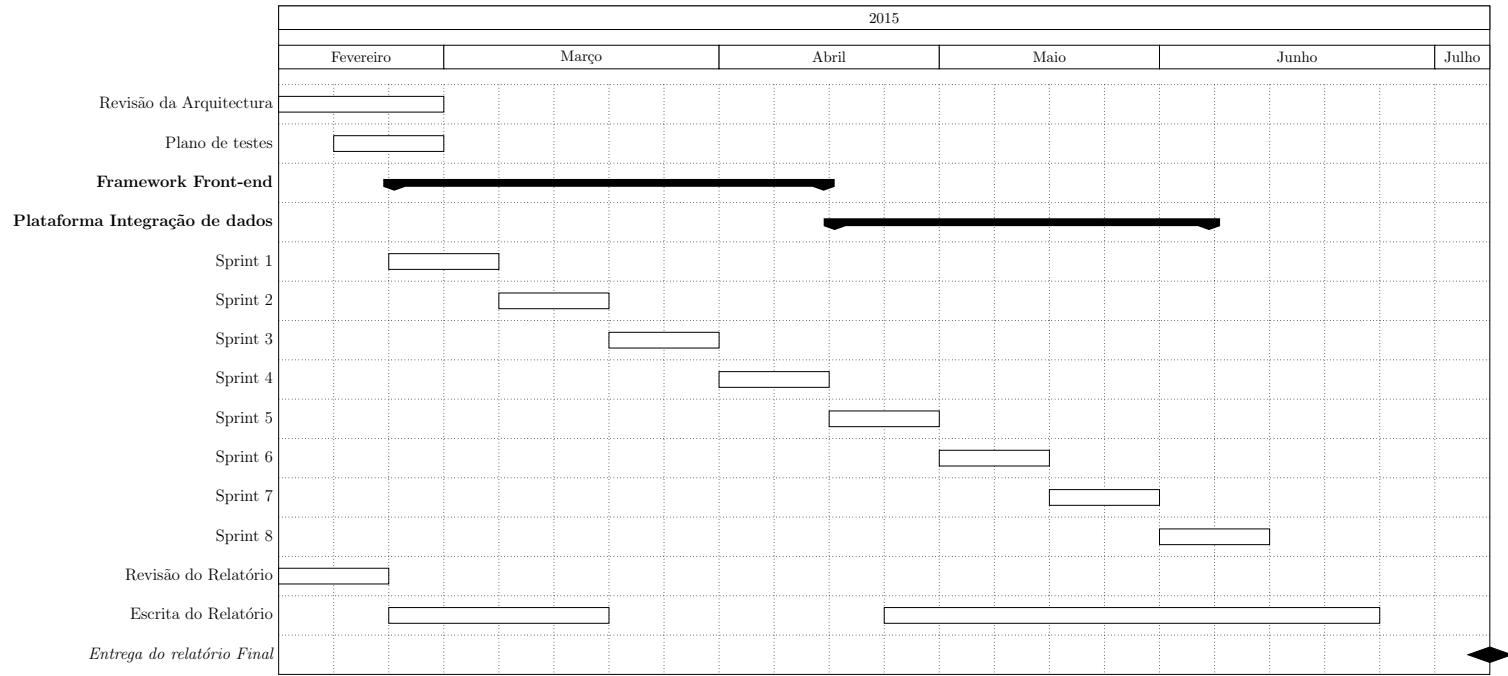 2015
Fevereiro Março Abril Maio Junho Julho
Revisão da Arquitectura
Plano de testes
Framework Front-end
Plataforma Integração de dados
Sprint 1
Sprint 2
Sprint 3
Sprint 4
Sprint 5
Sprint 6
Sprint 7
Sprint 8
Revisão do Relatório
Escrita do Relatório
Entrega do relatório Final